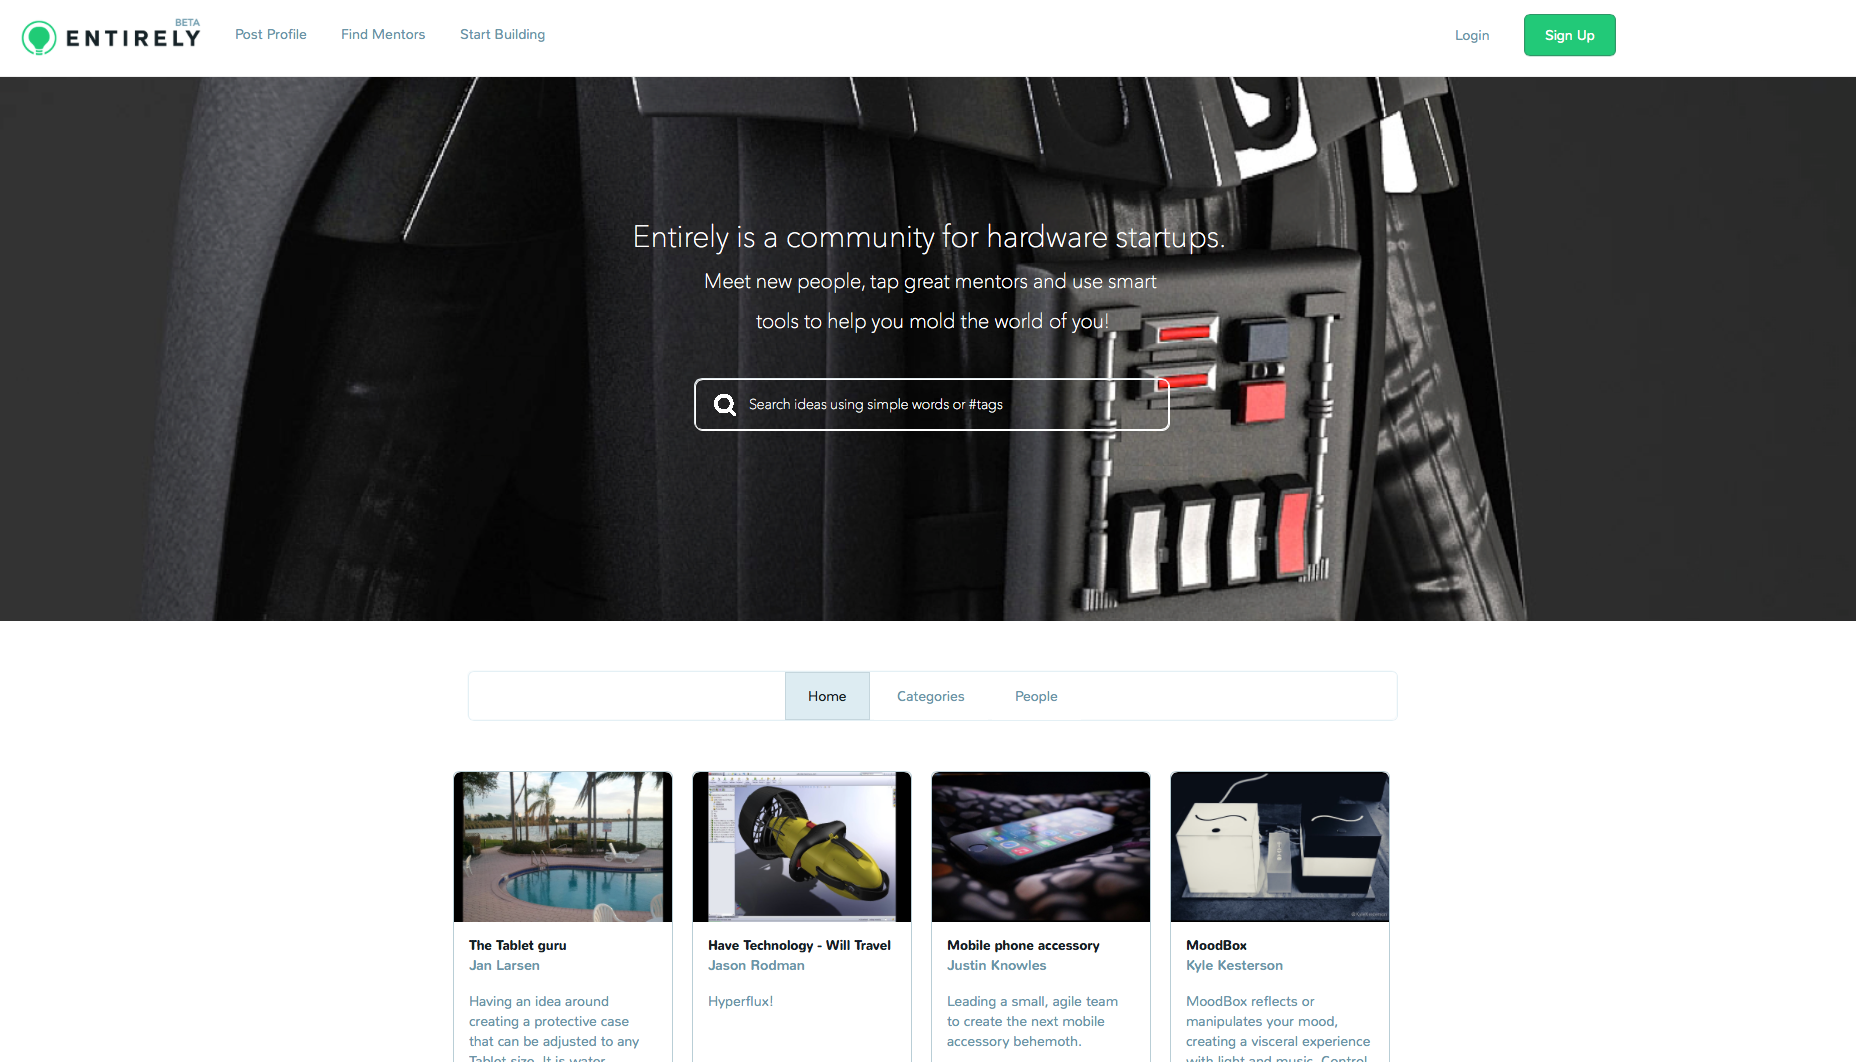 BETA
ENTIRELY
Post Profile
Find Mentors
Start Building
Login
Sign Up
Entirely is a community for hardware startups.
Meet new people, tap great mentors and use smart
tools to help you mold the world of you!
Search ideas using simple words or #tags
Home
Categories
People
The Tablet guru
Jan Larsen
Having an idea around
creating a protective case
that can be adjusted to any
Tablet size. It is water
Have Technology - Will Travel
Jason Rodman
Hyperflux!
Mobile phone accessory
Justin Knowles
Leading a small, agile team
to create the next mobile
accessory behemoth.
MoodBox
Kyle Kesterson
MoodBox reflects or
manipulates your mood,
creating a visceral experience
with light and music. Control